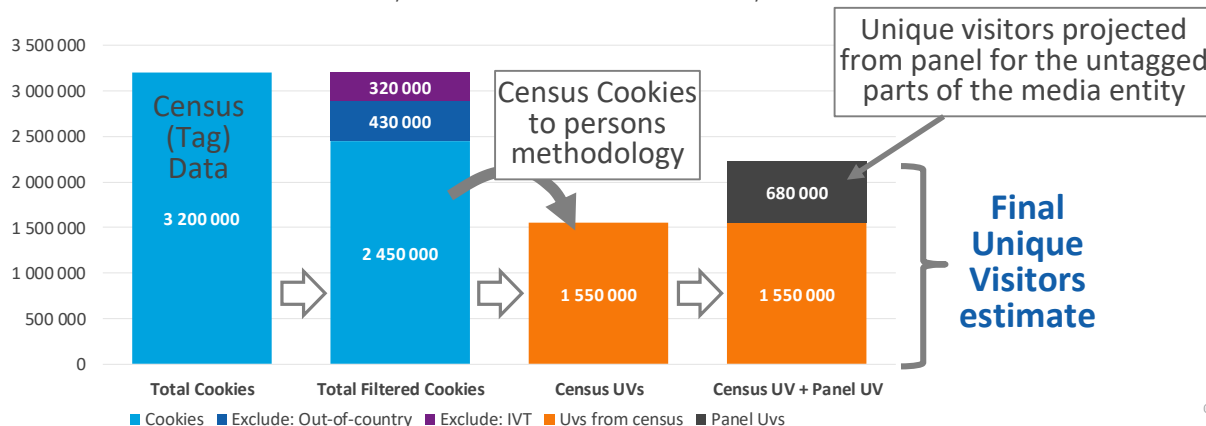 Unique visitors projected
from panel for the untagged
parts of the media entity
3 500 000
3 000 000
2 500 000
2 000 000
1 500 000
1 000 000
500 000
0
Census
(Tag)
Data
3 200 000
320 000
430 000
2 450 000
Census Cookies
to persons
methodology
1 550 000
680 000
1 550 000
Final
Unique
Visitors
estimate
Total Cookies
Total Filtered Cookies
Census UVs
Census UV + Panel UV
Cookies
Exclude: Out-of-country
Exclude: IVT
Uvs from census
Panel Uvs